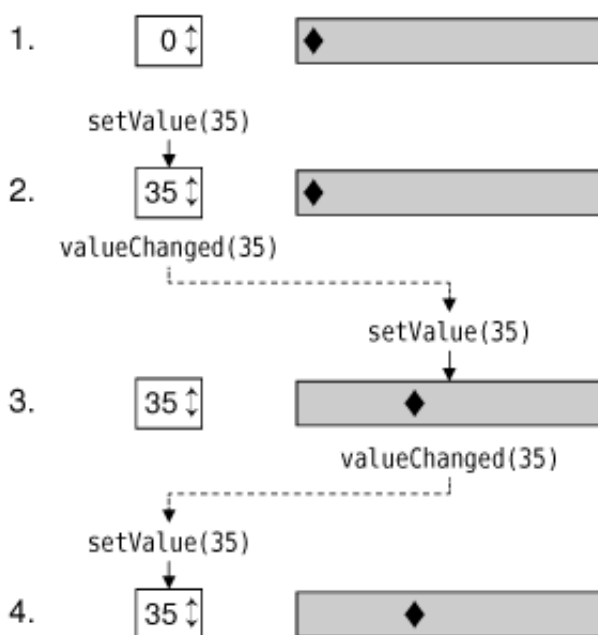 1. 0
setValue(35)
2. 35
valueChanged(35)
setValue(35)
3. 35
valueChanged(35)
setValue(35)
4. 35